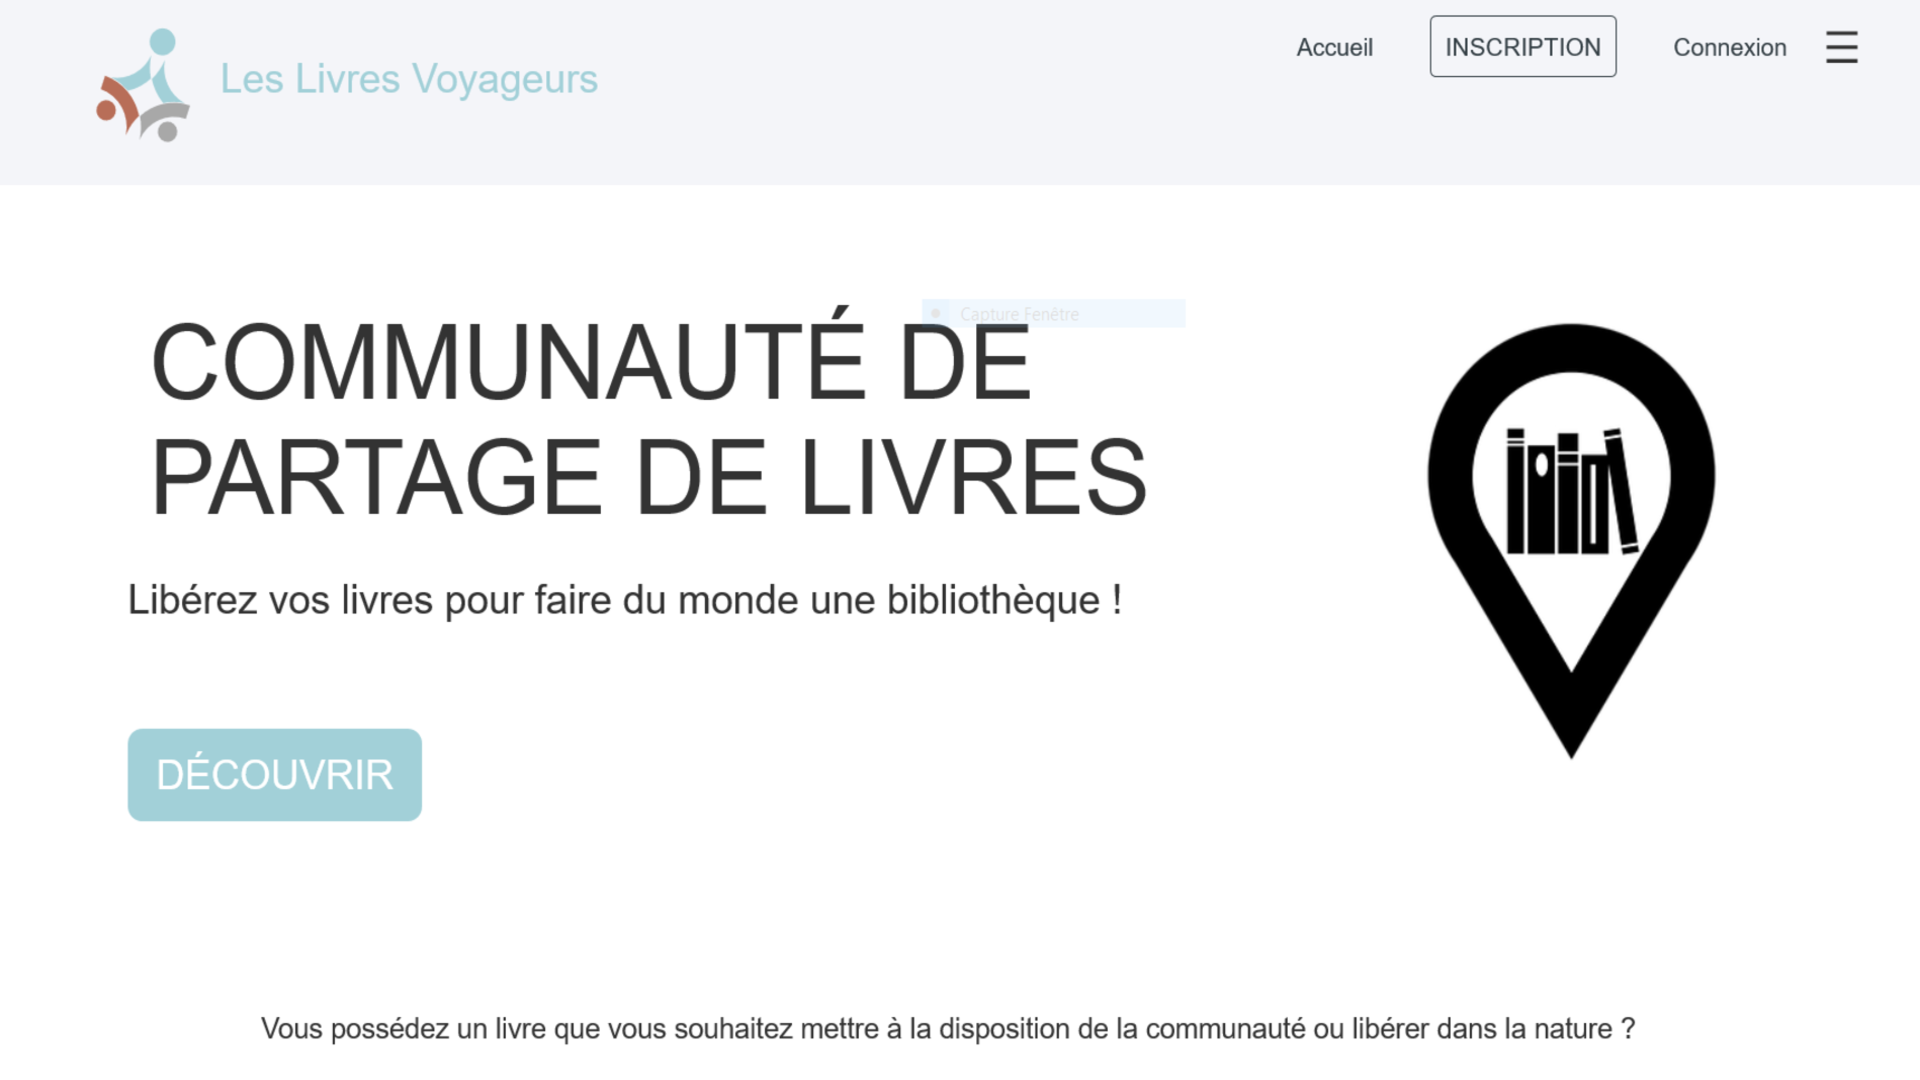 Les Livres Voyageurs
Accueil
INSCRIPTION
Connexion
Capture Fenêtre
COMMUNAUTÉ DE
PARTAGE DE LIVRES
Libérez vos livres pour faire du monde une bibliothèque !
DÉCOUVRIR
Vous possédez un livre que vous souhaitez mettre à la disposition de la communauté ou libérer dans la nature ?